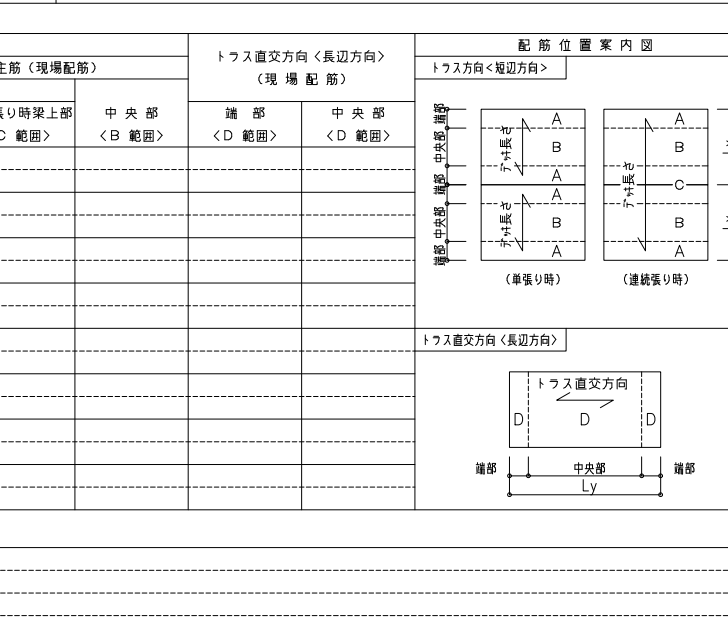 主筋（現場配筋）
トラス直交方向〈長辺方向〉
（現場配筋）
張り時梁上部
C 範囲〉
中央部
〈B 範囲〉
端部
〈D 範囲〉
中央部
〈D 範囲〉
配筋位置案内図
トラス方向<短辺方向>
端部
中央部
端部
中央部
端部
デッキ長さ
デッキ長さ
A
B
A
A
B
A
（単張り時）
デッキ長さ
A
B
C
B
A
（連続張り時）
トラス直交方向〈長辺方向〉
トラス直交方向
D
D
D
端部
中央部
端部
Ly